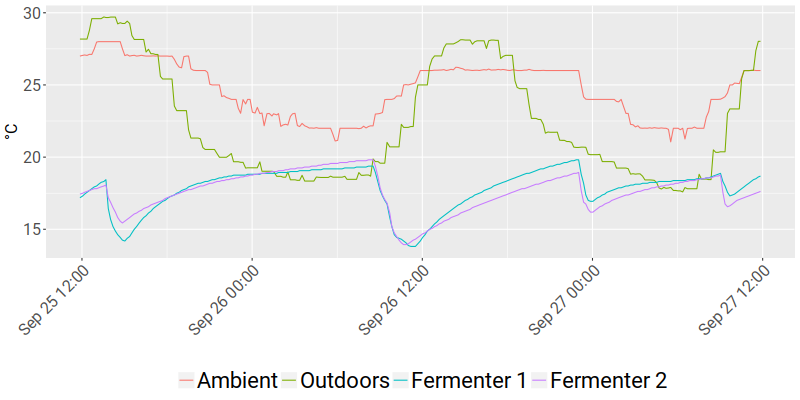 °C
30
25
20
15
Sep 25 12:00
Sep 26 00:00
Sep 26 12:00
Sep 27 00:00
Sep 27 12:00
Ambient Outdoors Fermenter 1 Fermenter 2